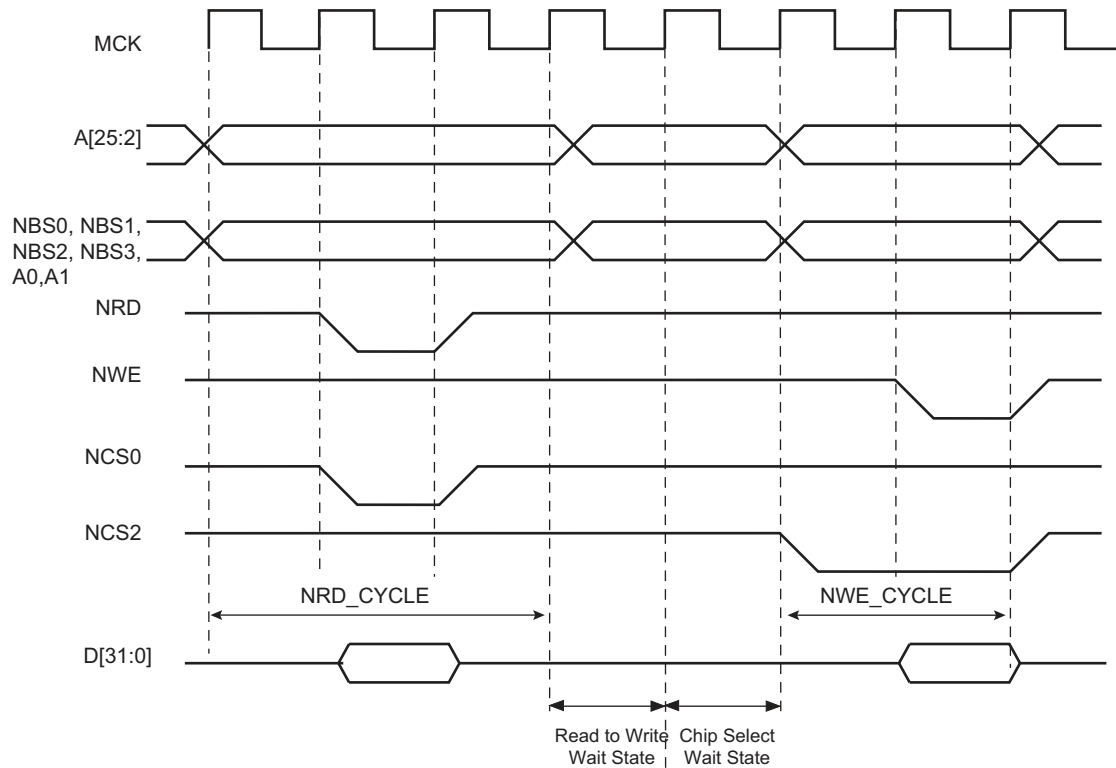 MCK
A[25:2]
NBS0, NBS1,
NBS2, NBS3,
A0,A1
NRD
NWE
NCS0
NCS2
NRD_CYCLE
NWE_CYCLE
D[31:0]
Read to Write
Wait State
Chip Select
Wait State